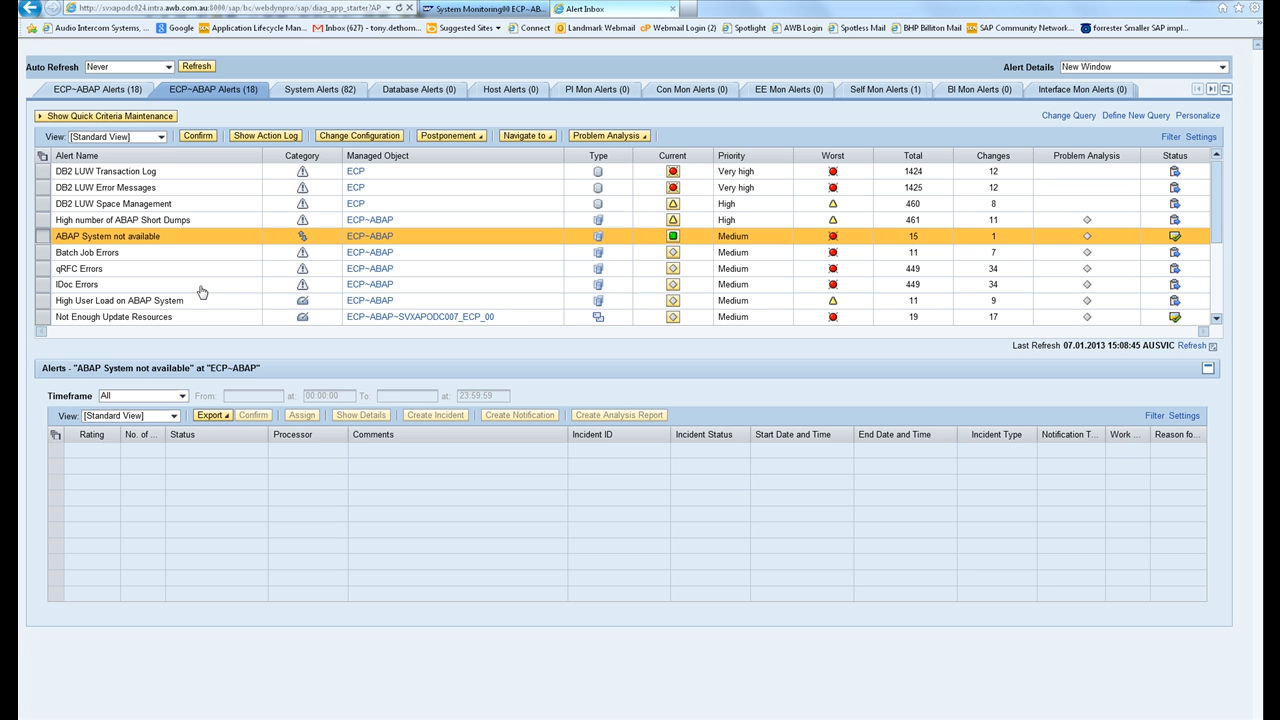 http://svxapodc024.intra.awb.com.au:8000/sap/bc/webdynpro/sap/diag_app_starter?AP System Monitoring00 ECP~AB... Alert Inbox
Audio Intercom Systems, ... Google Application Lifecycle Man... Inbox (627) - tony.dethom... Suggested Sites Connect Landmark Webmail Webmail Login (2) Spotlight AWB Login Spotless Mail BHP Billiton Mail SAP Community Network... forrester Smaller SAP impl...
Auto Refresh Never Refresh Alert Details New Window
ECP~ABAP Alerts (18) ECP~ABAP Alerts (18) System Alerts (82) Database Alerts (0) Host Alerts (0) PI Mon Alerts (0) Con Mon Alerts (0) EE Mon Alerts (0) Self Mon Alerts (1) BI Mon Alerts (0) Interface Mon Alerts (0)
Show Quick Criteria Maintenance Change Query Define New Query Personalize
View: [Standard View] Confirm Show Action Log Change Configuration Postponement Navigate to Problem Analysis Filter Settings
Alert Name Category Managed Object Type Current Priority Worst Total Changes Problem Analysis Status
DB2 LUW Transaction Log ECP Very high 1424 12
DB2 LUW Error Messages ECP Very high 1425 12
DB2 LUW Space Management ECP High 460 8
High number of ABAP Short Dumps ECP~ABAP High 461 11
ABAP System not available ECP~ABAP Medium 15 1
Batch Job Errors ECP~ABAP Medium 11 7
qRFC Errors ECP~ABAP Medium 449 34
IDoc Errors ECP~ABAP Medium 449 34
High User Load on ABAP System ECP~ABAP Medium 11 9
Not Enough Update Resources ECP~ABAP~SVXAPODC007_ECP_00 Medium 19 17
Last Refresh 07.01.2013 15:08:45 AUSVIC Refresh
Alerts - "ABAP System not available" at "ECP~ABAP"
Timeframe All From: at: 00:00:00 To: at: 23:59:59
View: [Standard View] Export Confirm Assign Show Details Create Incident Create Notification Create Analysis Report Filter Settings
Rating No. of ... Status Processor Comments Incident ID Incident Status Start Date and Time End Date and Time Incident Type Notification T... Work ... Reason fo...